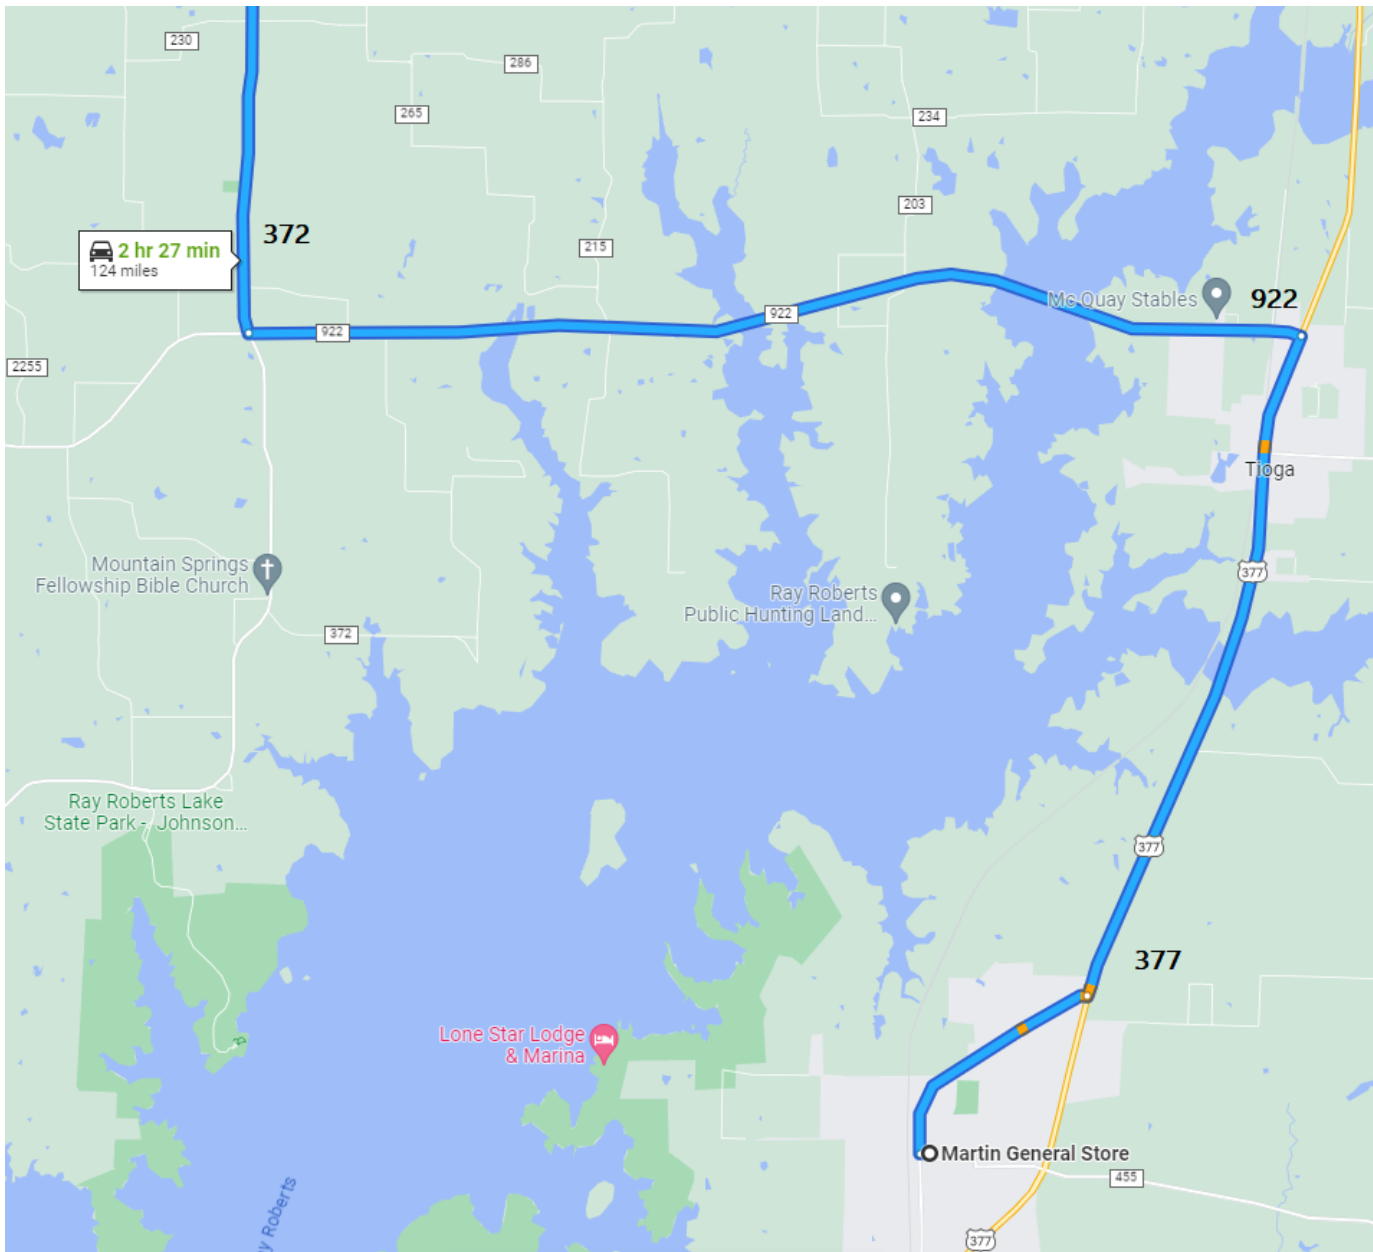 230
286
265
234
203
372
215
2 hr 27 min
124 miles
Mc Quay Stables
922
922
922
2255
Tioga
Mountain Springs
Fellowship Bible Church
377
Ray Roberts
Public Hunting Land...
372
Ray Roberts Lake
State Park - Johnson...
377
377
Lone Star Lodge
& Marina
Martin General Store
455
y Roberts
377